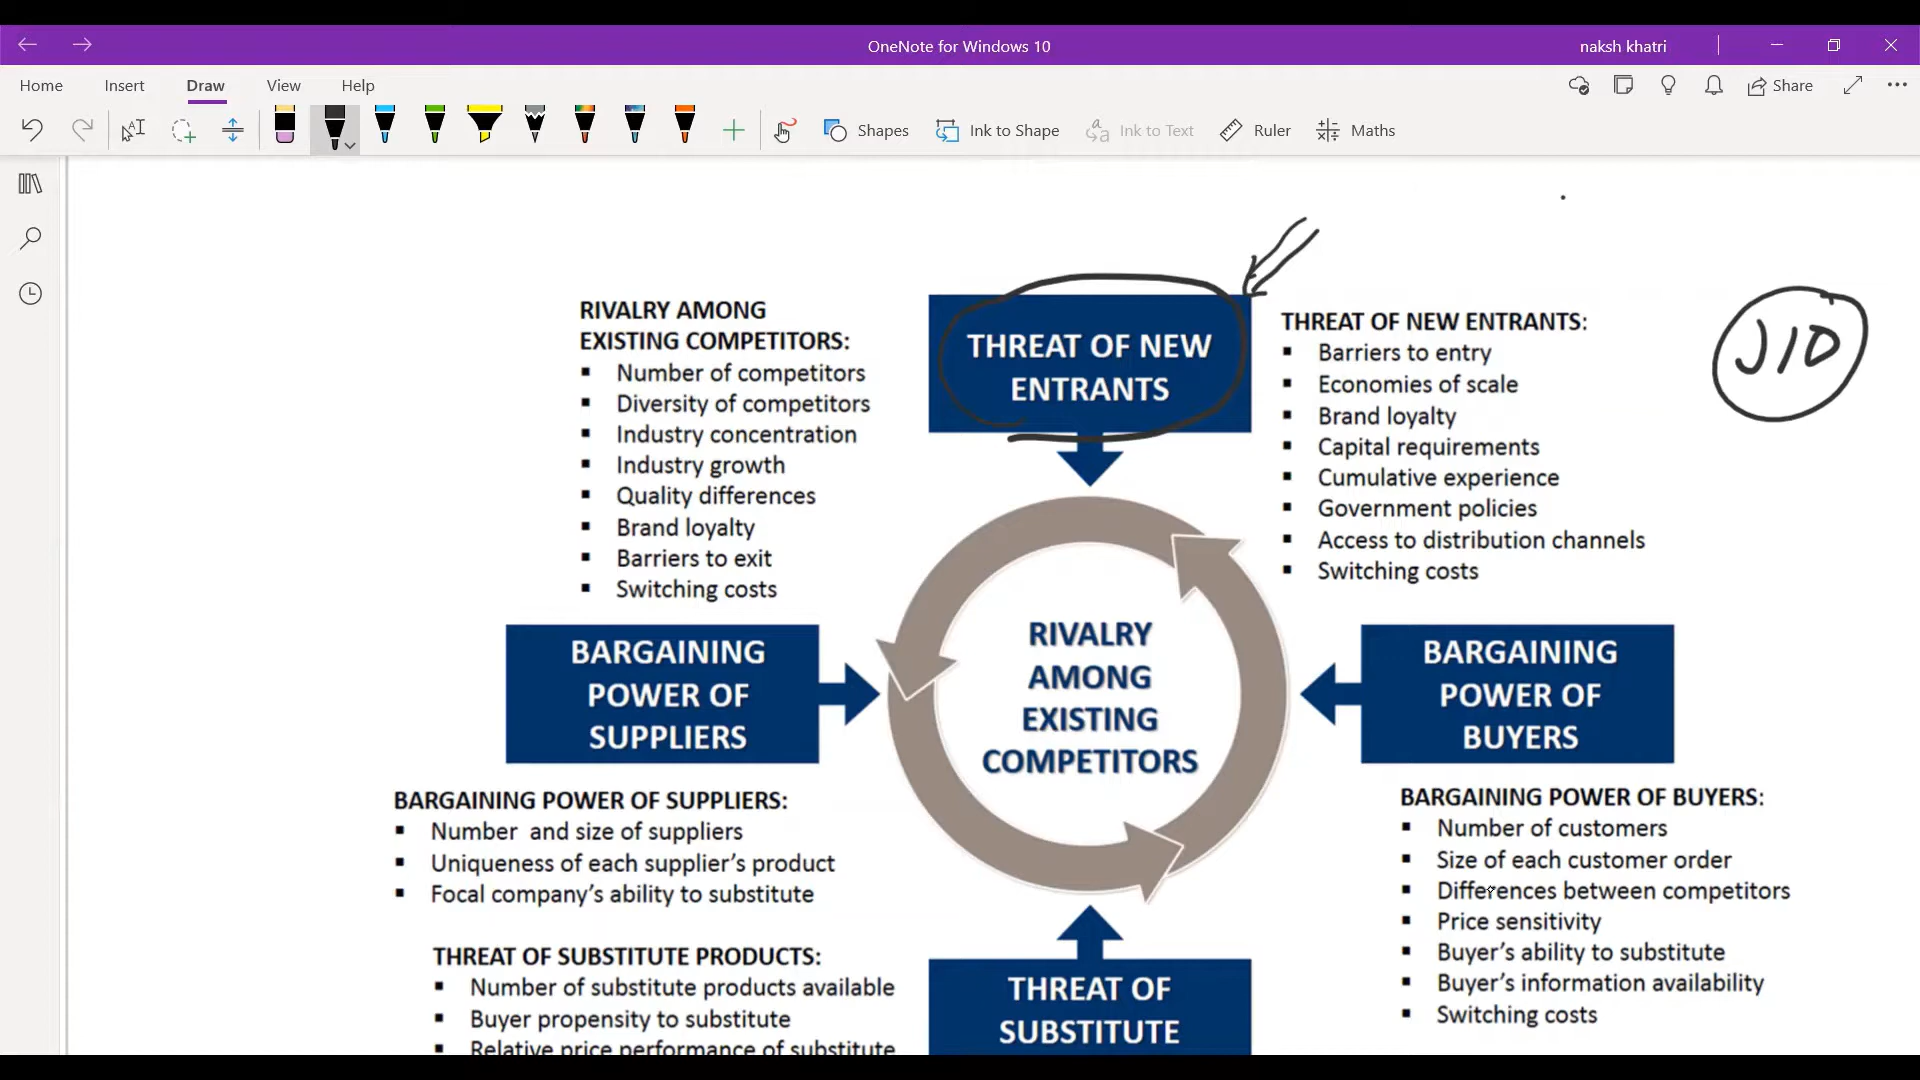 OneNote for Windows 10
naksh khatri
Home
Insert
Draw
View
Help
Share
Shapes
Ink to Shape
Ink to Text
Ruler
Maths
RIVALRY AMONG
EXISTING COMPETITORS:
▪ Number of competitors
▪ Diversity of competitors
▪ Industry concentration
▪ Industry growth
▪ Quality differences
▪ Brand loyalty
▪ Barriers to exit
▪ Switching costs
THREAT OF NEW
ENTRANTS
THREAT OF NEW ENTRANTS:
▪ Barriers to entry
▪ Economies of scale
▪ Brand loyalty
▪ Capital requirements
▪ Cumulative experience
▪ Government policies
▪ Access to distribution channels
▪ Switching costs
BARGAINING
POWER OF
SUPPLIERS
RIVALRY
AMONG
EXISTING
COMPETITORS
BARGAINING
POWER OF
BUYERS
BARGAINING POWER OF SUPPLIERS:
▪ Number and size of suppliers
▪ Uniqueness of each supplier's product
▪ Focal company's ability to substitute
BARGAINING POWER OF BUYERS:
▪ Number of customers
▪ Size of each customer order
▪ Differences between competitors
▪ Price sensitivity
▪ Buyer's ability to substitute
▪ Buyer's information availability
▪ Switching costs
THREAT OF SUBSTITUTE PRODUCTS:
▪ Number of substitute products available
▪ Buyer propensity to substitute
▪ Relative price performance of substitute
THREAT OF
SUBSTITUTE